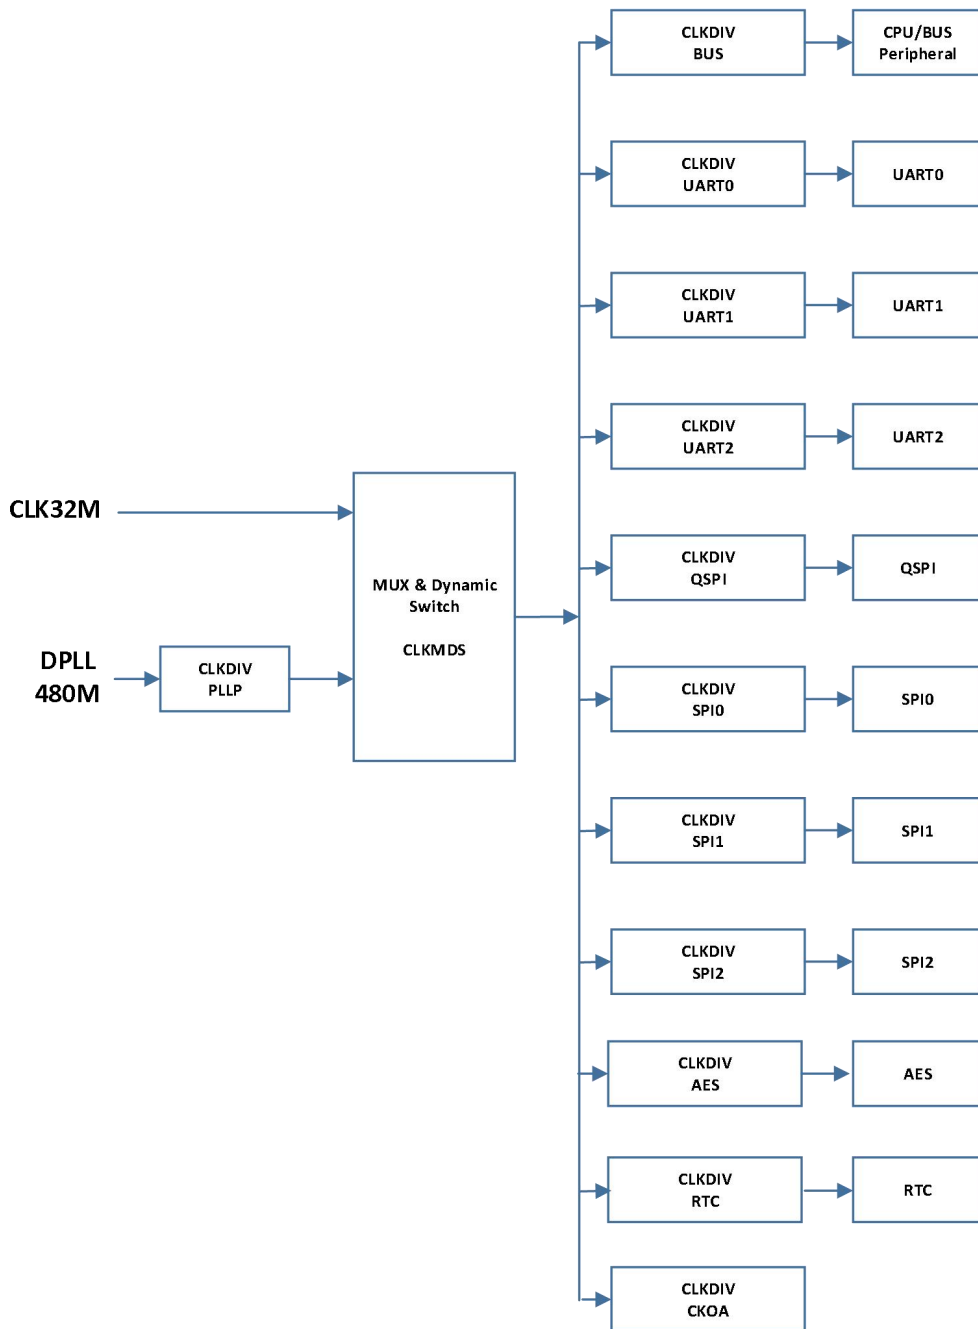 CLKDIV
BUS
CPU/BUS
Peripheral
CLKDIV
UART0
UART0
CLKDIV
UART1
UART1
CLKDIV
UART2
UART2
CLK32M
MUX & Dynamic
Switch
CLKMDS
CLKDIV
QSPI
QSPI
DPLL
480M
CLKDIV
PLLP
CLKDIV
SPI0
SPI0
CLKDIV
SPI1
SPI1
CLKDIV
SPI2
SPI2
CLKDIV
AES
AES
CLKDIV
RTC
RTC
CLKDIV
CKOA